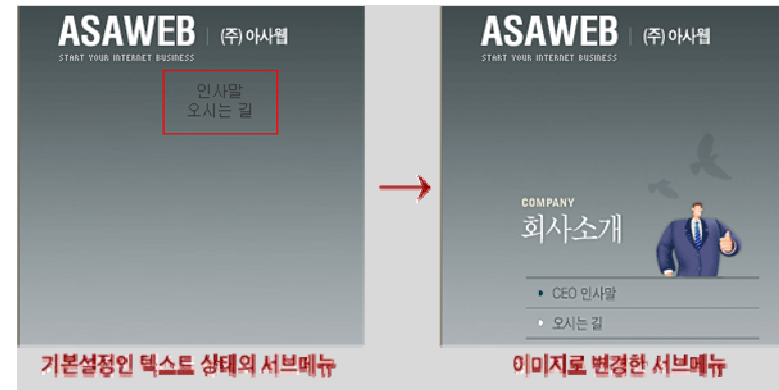 ASAWEB (주) 아사웹
START YOUR INTERNET BUSINESS
인사말
오시는 길
기본설정인 텍스트 상태의 서브메뉴
ASAWEB (주) 아사웹
START YOUR INTERNET BUSINESS
COMPANY
회사소개
CEO 인사말
오시는 길
이미지로 변경한 서브메뉴